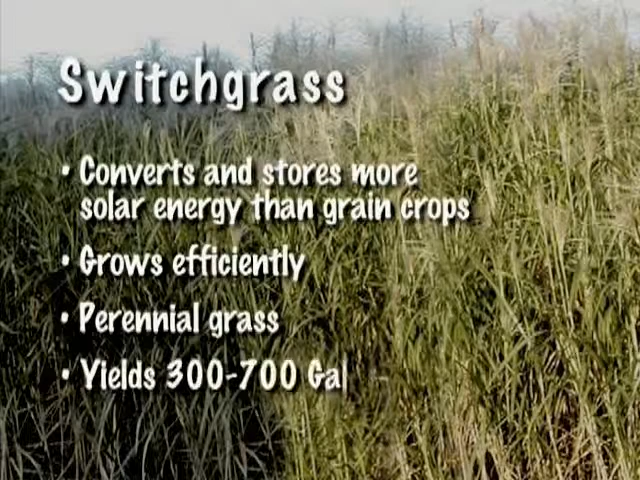 Switchgrass
• Converts and stores more
solar energy than grain crops
• Grows efficiently
• Perennial grass
• Yields 300-700 Gal